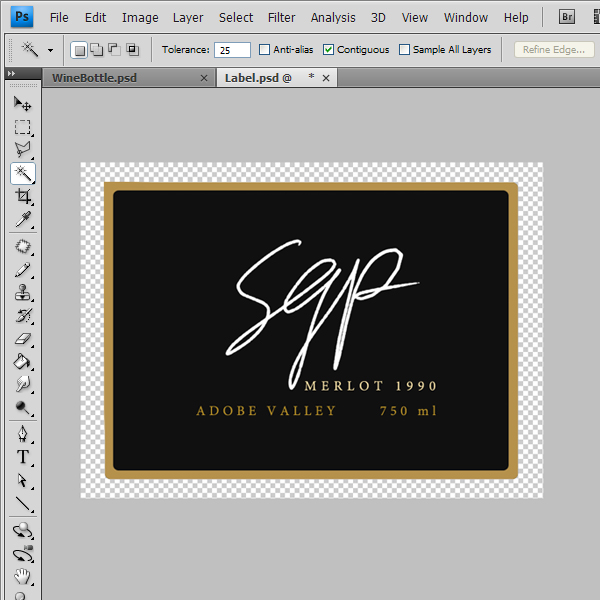 Ps File Edit Image Layer Select Filter Analysis 3D View Window Help Br
Tolerance: 25 Anti-alias Contiguous Sample All Layers Refine Edge...
WineBottle.psd × Label.psd @ * ×
Sgp
MERLOT 1990
ADOBE VALLEY 750 ml
T